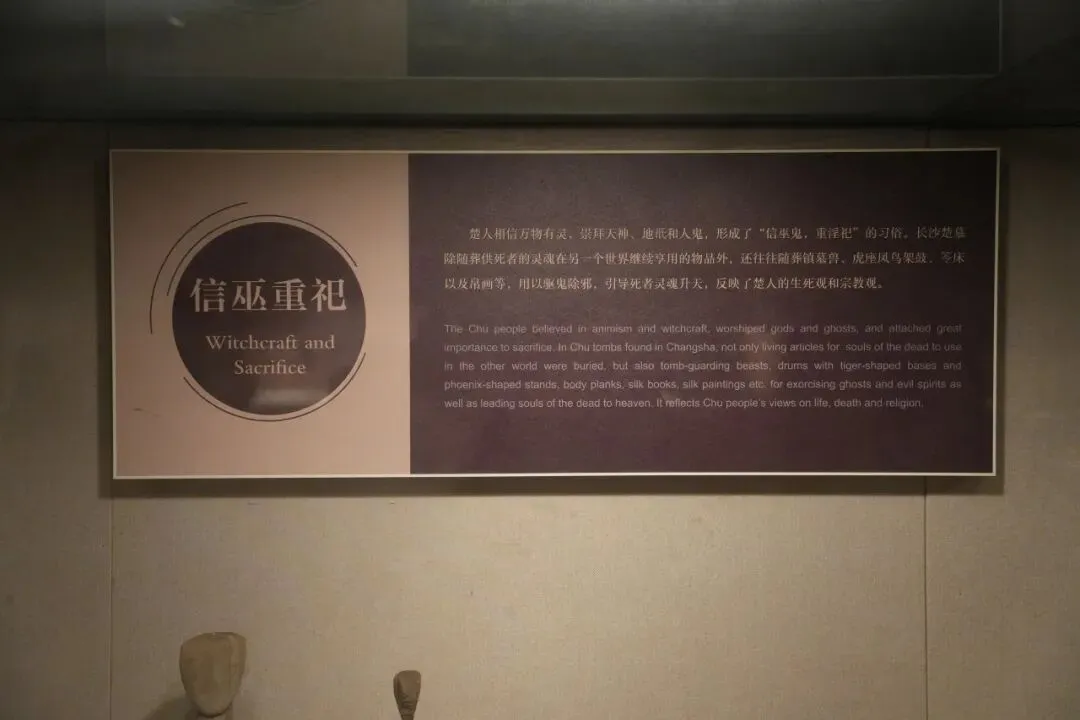 信巫重祀
Witchcraft and
Sacrifice
楚人相信万物有灵，崇拜天神、地祇和人鬼，形成了“信巫鬼，重淫祀”的习俗。长沙楚墓
除随葬供死者的灵魂在另一个世界继续享用的物品外，还往往随葬镇墓兽、虎座凤鸟架鼓、笭床
以及帛画等，用以驱鬼除邪，引导死者灵魂升天，反映了楚人的生死观和宗教观。
The Chu people believed in animism and witchcraft, worshiped gods and ghosts, and attached great
importance to sacrifice. In Chu tombs found in Changsha, not only living articles for souls of the dead to use
in the other world were buried, but also tomb-guarding beasts, drums with tiger-shaped bases and
phoenix-shaped stands, body planks, silk books, silk paintings etc. for exorcising ghosts and evil spirits as
well as leading souls of the dead to heaven. It reflects Chu people's views on life, death and religion.